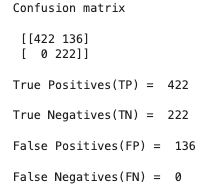 Confusion matrix
[[422 136]
[  0 222]]
True Positives(TP) =  422
True Negatives(TN) =  222
False Positives(FP) =  136
False Negatives(FN) =  0